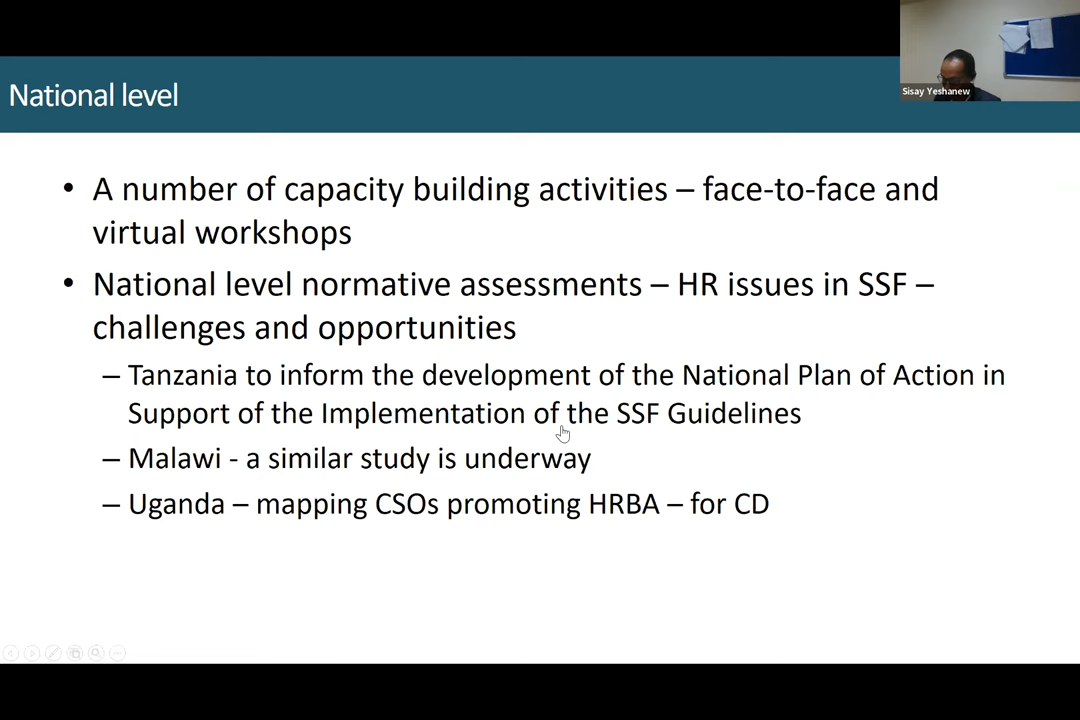 National level
Sisay Yeshanew
• A number of capacity building activities – face-to-face and
virtual workshops
• National level normative assessments – HR issues in SSF –
challenges and opportunities
– Tanzania to inform the development of the National Plan of Action in
Support of the Implementation of the SSF Guidelines
– Malawi - a similar study is underway
– Uganda – mapping CSOs promoting HRBA – for CD